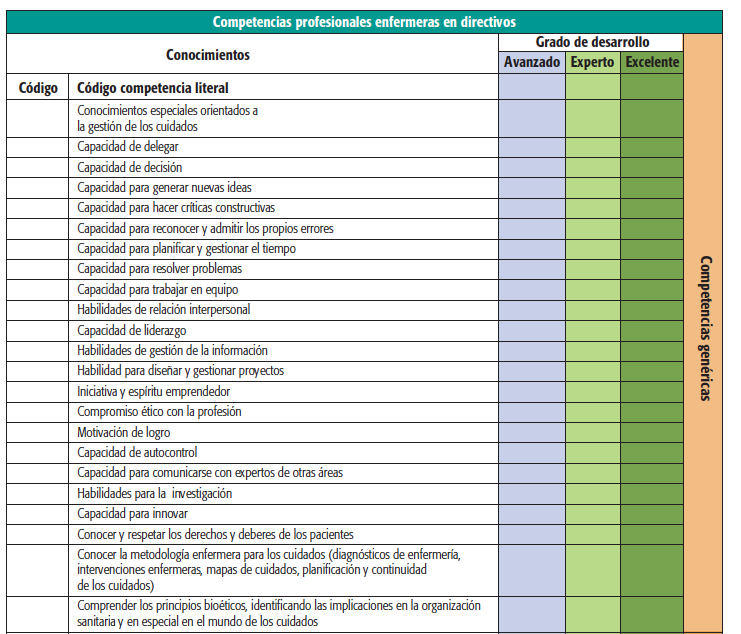 Competencias profesionales enfermeras en directivos
Conocimientos
Grado de desarrollo
Avanzado Experto Excelente
Código Código competencia literal
Conocimientos especiales orientados a
la gestión de los cuidados
Capacidad de delegar
Capacidad de decisión
Capacidad para generar nuevas ideas
Capacidad para hacer críticas constructivas
Capacidad para reconocer y admitir los propios errores
Capacidad para planificar y gestionar el tiempo
Capacidad para resolver problemas
Capacidad para trabajar en equipo
Habilidades de relación interpersonal
Capacidad de liderazgo
Habilidades de gestión de la información
Habilidad para diseñar y gestionar proyectos
Iniciativa y espíritu emprendedor
Compromiso ético con la profesión
Motivación de logro
Capacidad de autocontrol
Capacidad para comunicarse con expertos de otras áreas
Habilidades para la investigación
Capacidad para innovar
Conocer y respetar los derechos y deberes de los pacientes
Conocer la metodología enfermera para los cuidados (diagnósticos de enfermería,
intervenciones enfermeras, mapas de cuidados, planificación y continuidad
de los cuidados)
Comprender los principios bioéticos, identificando las implicaciones en la organización
sanitaria y en especial en el mundo de los cuidados
Competencias genéricas